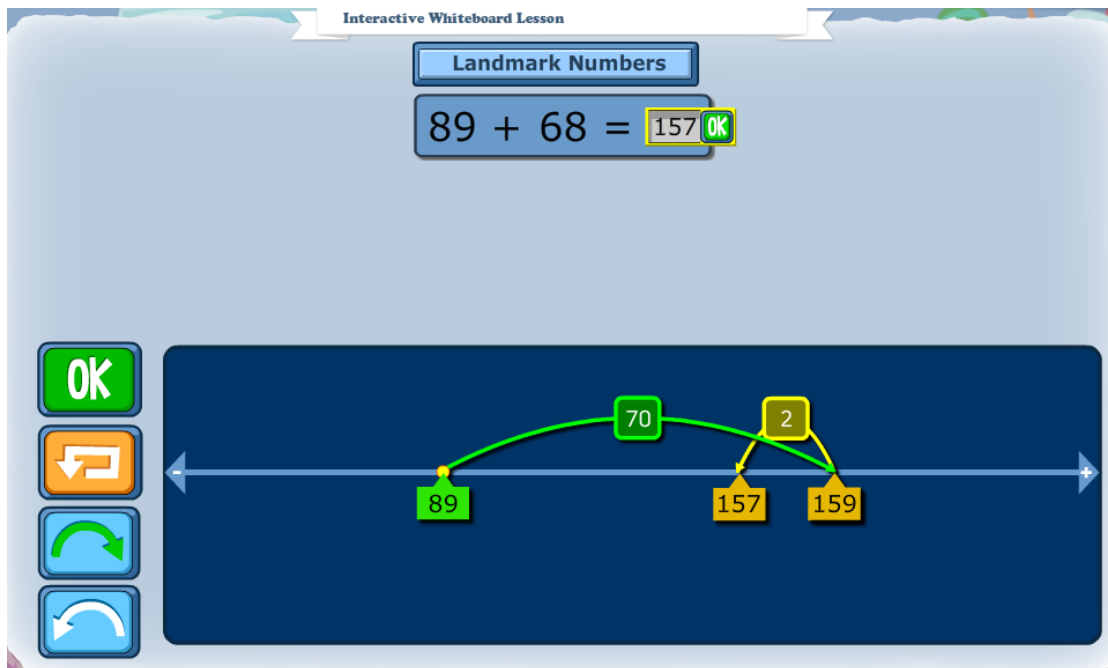 Interactive Whiteboard Lesson
Landmark Numbers
89 + 68 = 157 OK
OK
70
2
- +
89
157
159